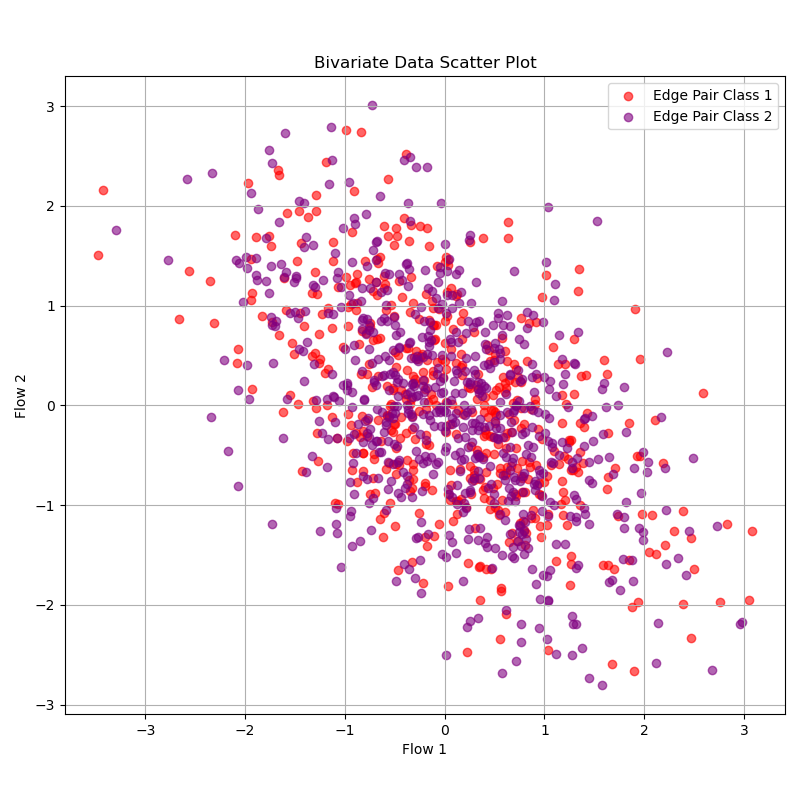 Bivariate Data Scatter Plot
Edge Pair Class 1
Edge Pair Class 2
Flow 2
3
2
1
0
−1
−2
−3
−3 −2 −1 0 1 2 3
Flow 1